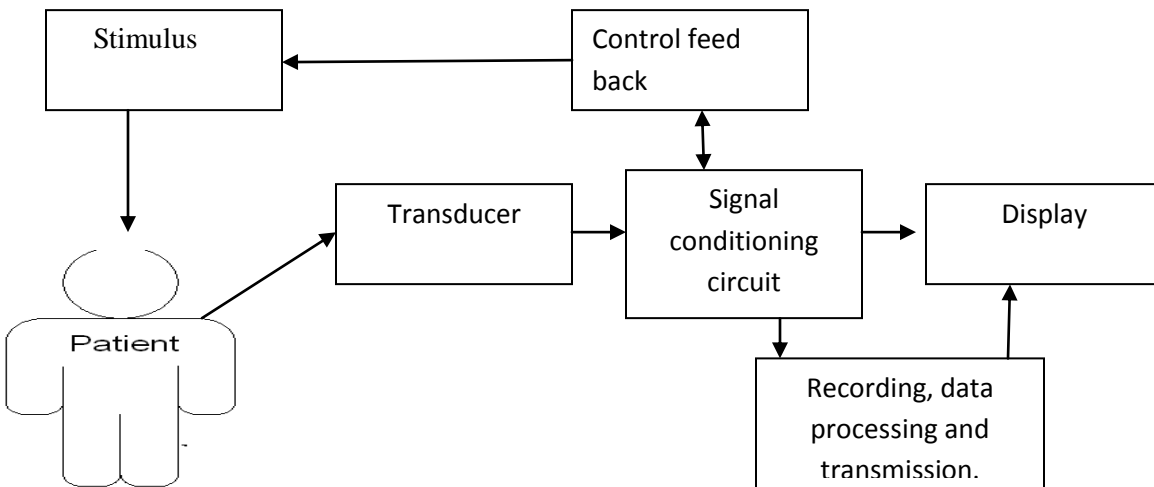 Stimulus
Control feed
back
Transducer
Signal
conditioning
circuit
Display
Patient
Recording, data
processing and
transmission.